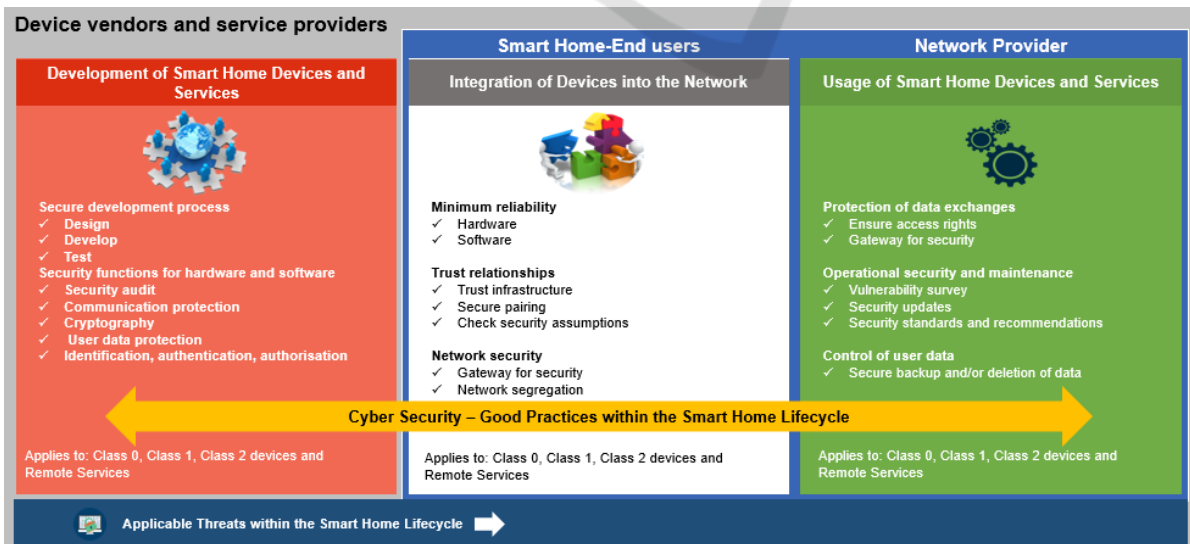 Device vendors and service providers
Smart Home-End users
Network Provider
Development of Smart Home Devices and
Services
Secure development process
✓ Design
✓ Develop
✓ Test
Security functions for hardware and software
✓ Security audit
✓ Communication protection
✓ Cryptography
✓ User data protection
✓ Identification, authentication, authorisation
Applies to: Class 0, Class 1, Class 2 devices and
Remote Services
Integration of Devices into the Network
Minimum reliability
✓ Hardware
✓ Software
Trust relationships
✓ Trust infrastructure
✓ Secure pairing
✓ Check security assumptions
Network security
✓ Gateway for security
✓ Network segregation
Applies to: Class 0, Class 1, Class 2 devices and
Remote Services
Usage of Smart Home Devices and Services
Protection of data exchanges
✓ Ensure access rights
✓ Gateway for security
Operational security and maintenance
✓ Vulnerability survey
✓ Security updates
✓ Security standards and recommendations
Control of user data
✓ Secure backup and/or deletion of data
Applies to: Class 0, Class 1, Class 2 devices and
Remote Services
Cyber Security – Good Practices within the Smart Home Lifecycle
Applicable Threats within the Smart Home Lifecycle